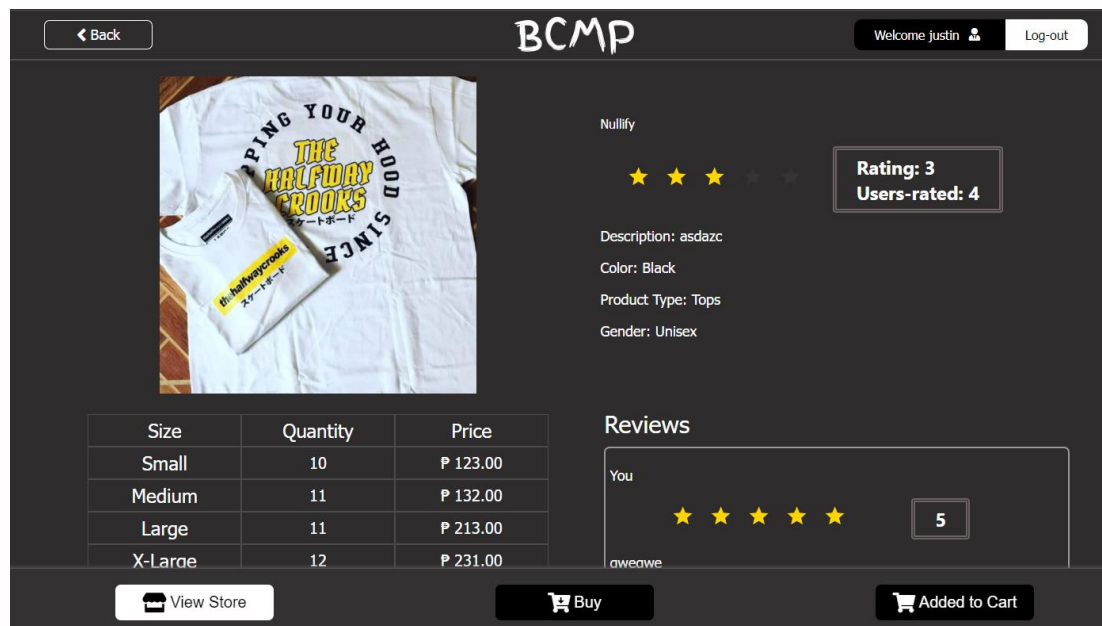 Back
BCMP
Welcome justin
Log-out
PPING YOUR HOOD SINCE
THE
HALFWAY
CROOKS
スケートボード
thehalfwaycrooks
スケートボード
Nullify
Rating: 3
Users-rated: 4
Description: asdazc
Color: Black
Product Type: Tops
Gender: Unisex
Size Quantity Price
Small 10 ₱ 123.00
Medium 11 ₱ 132.00
Large 11 ₱ 213.00
X-Large 12 ₱ 231.00
Reviews
You
5
qweqwe
View Store
Buy
Added to Cart